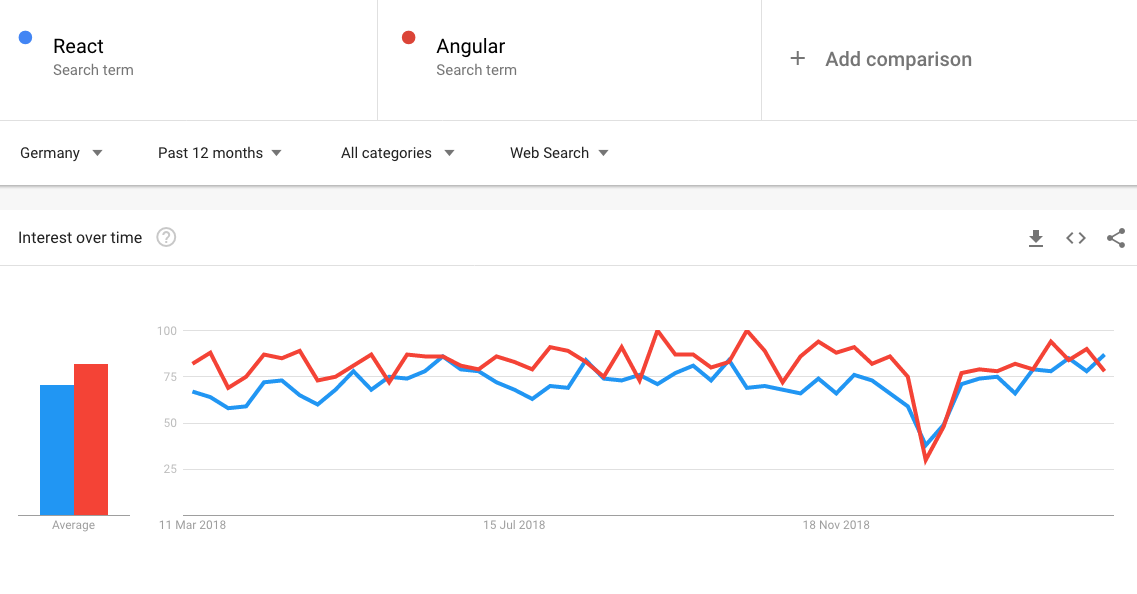 React
Search term
Angular
Search term
+ Add comparison
Germany
Past 12 months
All categories
Web Search
Interest over time ?
100
75
50
25
Average
11 Mar 2018
15 Jul 2018
18 Nov 2018